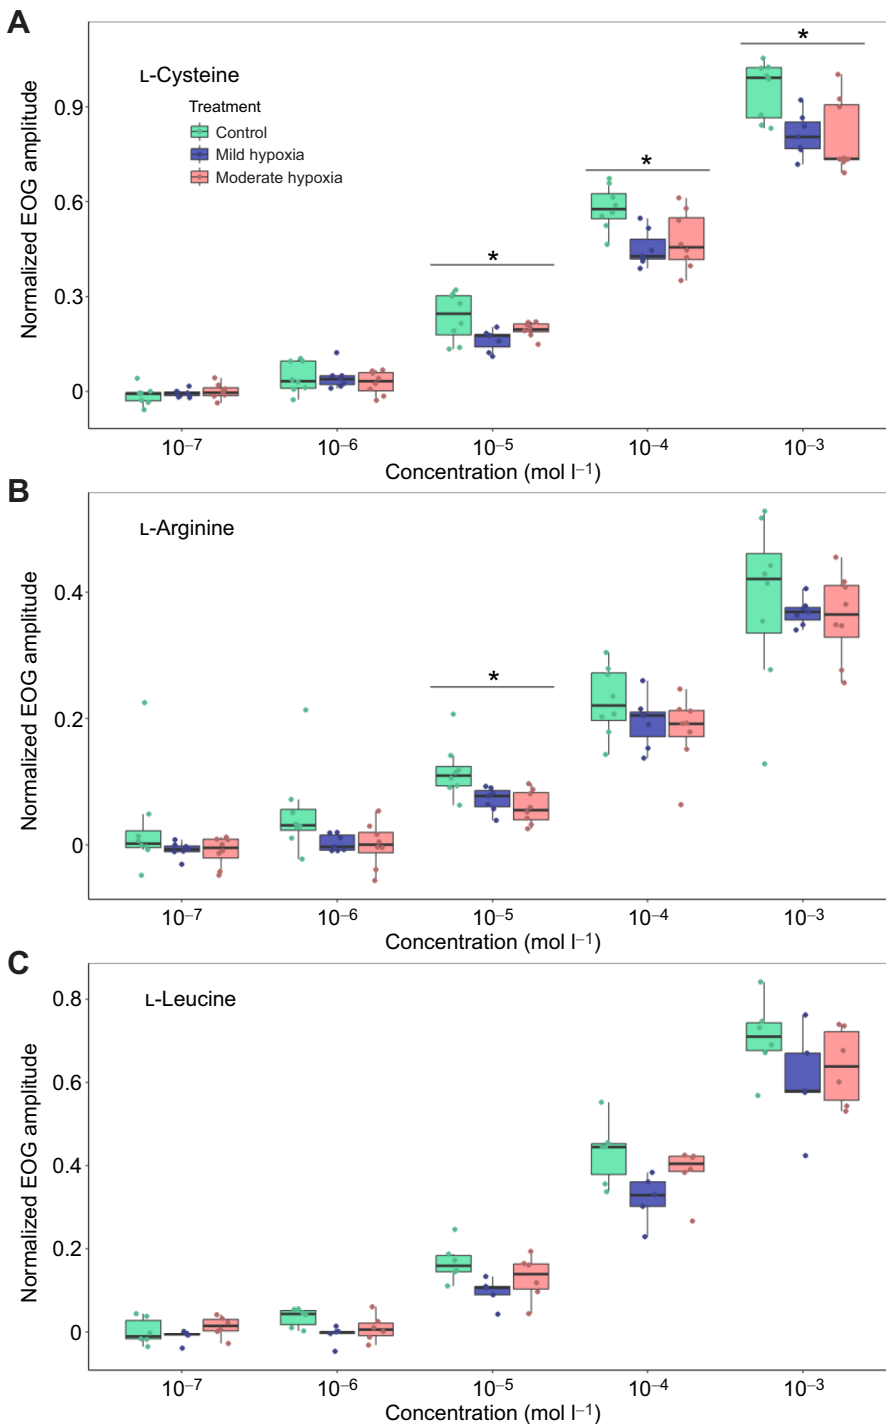 A
ʟ-Cysteine
Treatment
Control
Mild hypoxia
Moderate hypoxia
*
*
*
Normalized EOG amplitude
0.9
0.6
0.3
0
10⁻⁷ 10⁻⁶ 10⁻⁵ 10⁻⁴ 10⁻³
Concentration (mol l⁻¹)
B
ʟ-Arginine
*
Normalized EOG amplitude
0.4
0.2
0
10⁻⁷ 10⁻⁶ 10⁻⁵ 10⁻⁴ 10⁻³
Concentration (mol l⁻¹)
C
ʟ-Leucine
Normalized EOG amplitude
0.8
0.6
0.4
0.2
0
10⁻⁷ 10⁻⁶ 10⁻⁵ 10⁻⁴ 10⁻³
Concentration (mol l⁻¹)